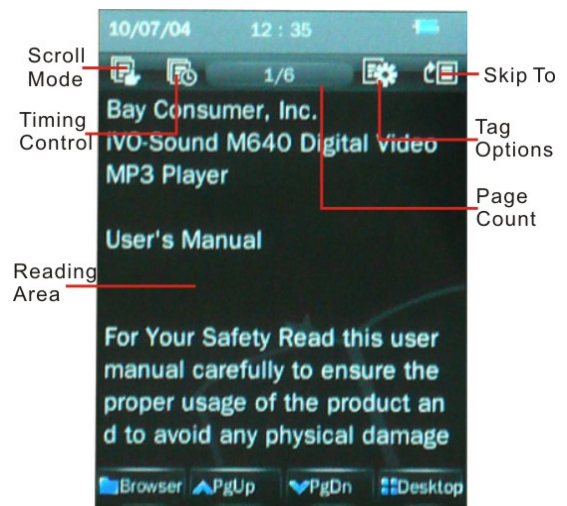 10/07/04 12 : 35
Scroll Mode
Timing Control
1/6
Skip To
Tag Options
Page Count
Reading Area
Bay Consumer, Inc.
iVO-Sound M640 Digital Video
MP3 Player
User's Manual
For Your Safety Read this user
manual carefully to ensure the
proper usage of the product an
d to avoid any physical damage
Browser PgUp PgDn Desktop